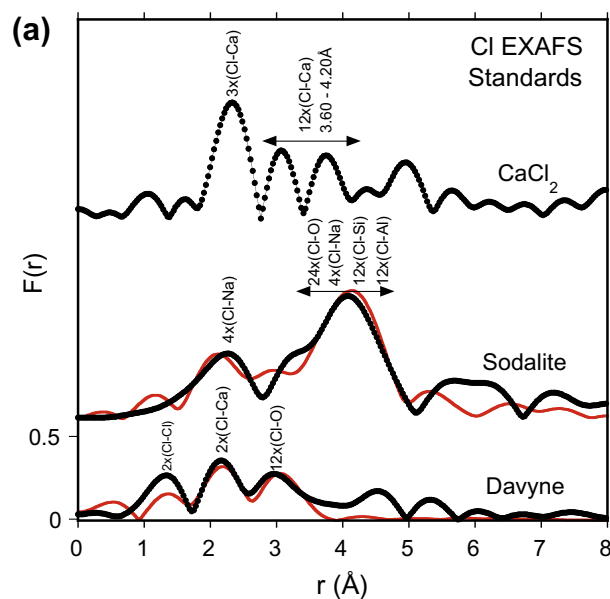 (a)
Cl EXAFS
Standards
3x(Cl-Ca)
12x(Cl-Ca)
3.60 - 4.20Å
CaCl2
24x(Cl-O)
4x(Cl-Na)
12x(Cl-Si)
12x(Cl-Al)
4x(Cl-Na)
Sodalite
F(r)
0.5
2x(Cl-Cl)
2x(Cl-Ca)
12x(Cl-O)
Davyne
0
0 1 2 3 4 5 6 7 8
r (Å)